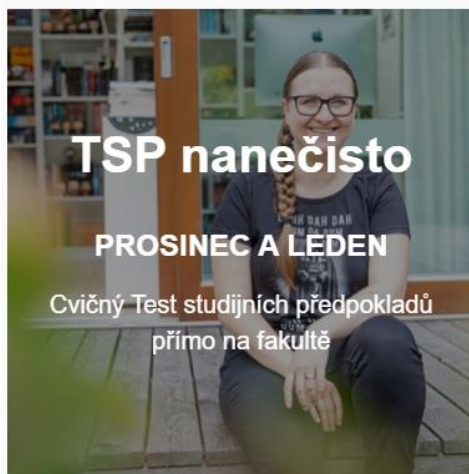 TSP nanečisto
PROSINEC A LEDEN
Cvičný Test studijních předpokladů
přímo na fakultě